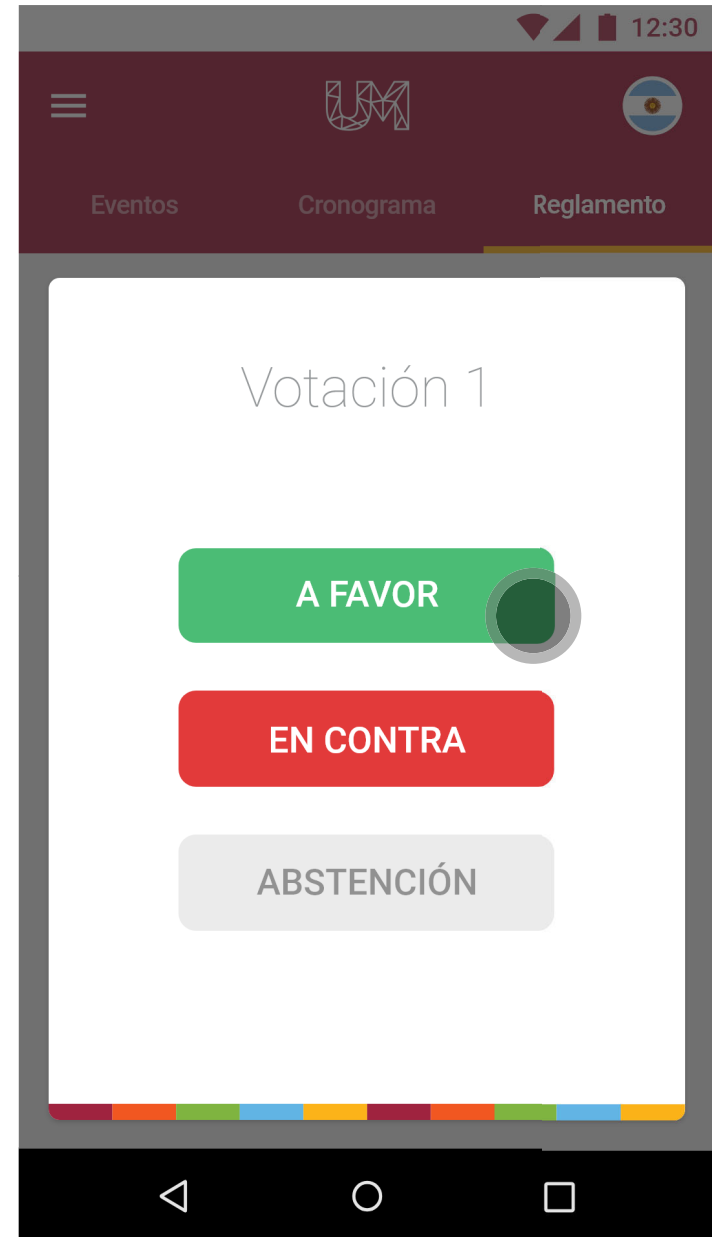 12:30
UM
Eventos Cronograma Reglamento
Votación 1
A FAVOR
EN CONTRA
ABSTENCIÓN